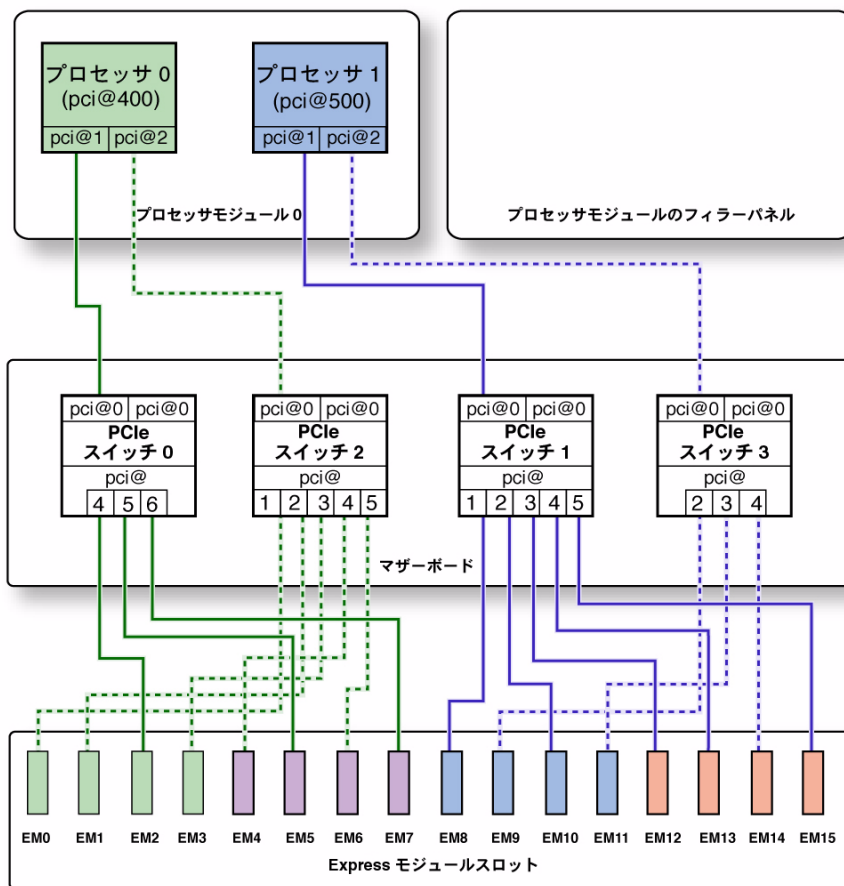 プロセッサ 0
(pci@400)
pci@1 pci@2
プロセッサ 1
(pci@500)
pci@1 pci@2
プロセッサモジュール 0
プロセッサモジュールのフィラーパネル
pci@0 pci@0
PCIe
スイッチ 0
pci@
4 5 6
pci@0 pci@0
PCIe
スイッチ 2
pci@
1 2 3 4 5
pci@0 pci@0
PCIe
スイッチ 1
pci@
1 2 3 4 5
pci@0 pci@0
PCIe
スイッチ 3
pci@
2 3 4
マザーボード
EM0 EM1 EM2 EM3 EM4 EM5 EM6 EM7 EM8 EM9 EM10 EM11 EM12 EM13 EM14 EM15
Express モジュールスロット